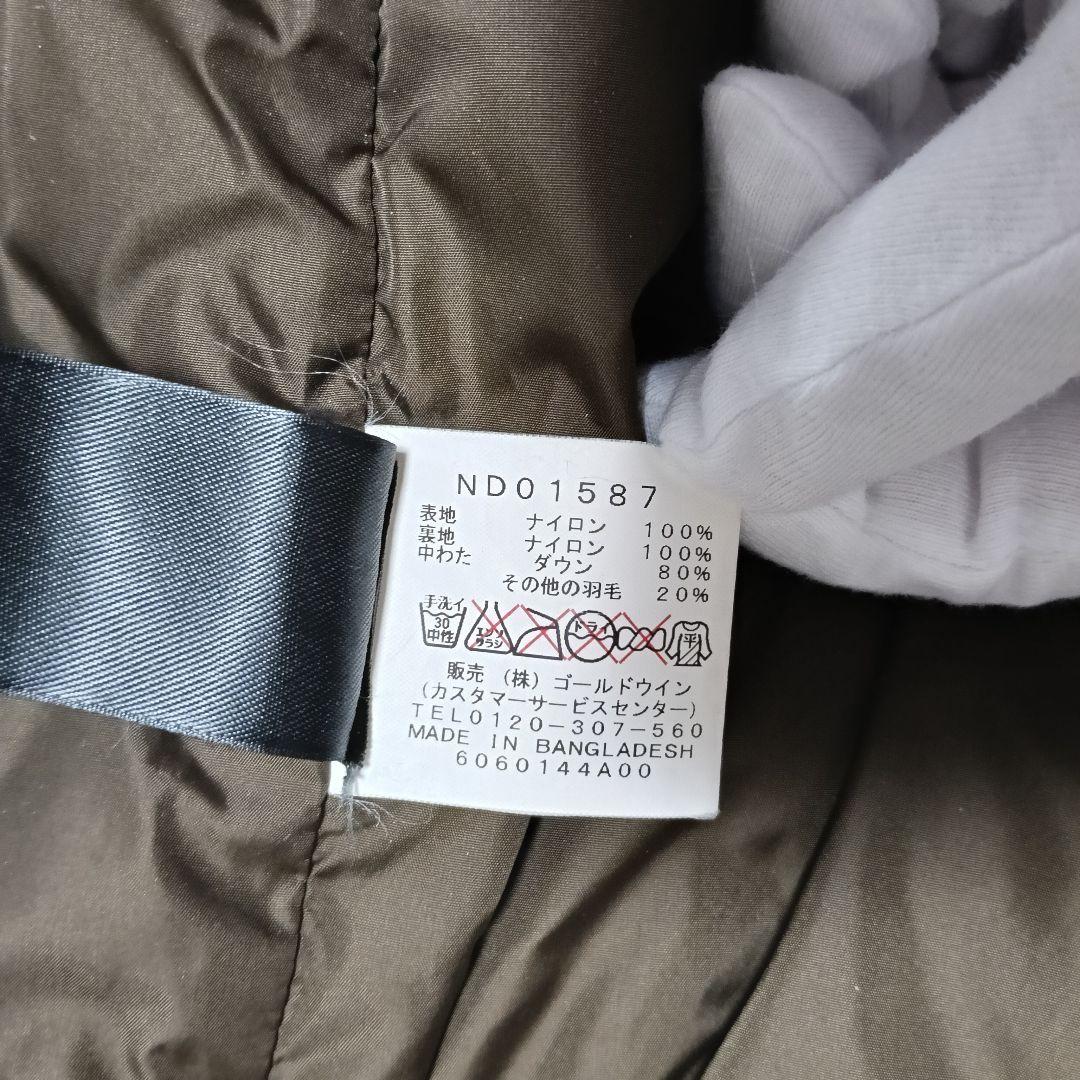 ND01587
表地 ナイロン 100%
裏地 ナイロン 100%
中わた ダウン 80%
その他の羽毛 20%
手洗イ
30
中性
エンソ
サラシ
ドライ
平
販売 (株) ゴールドウイン
(カスタマーサービスセンター)
TEL0120-307-560
MADE IN BANGLADESH
6060144A00